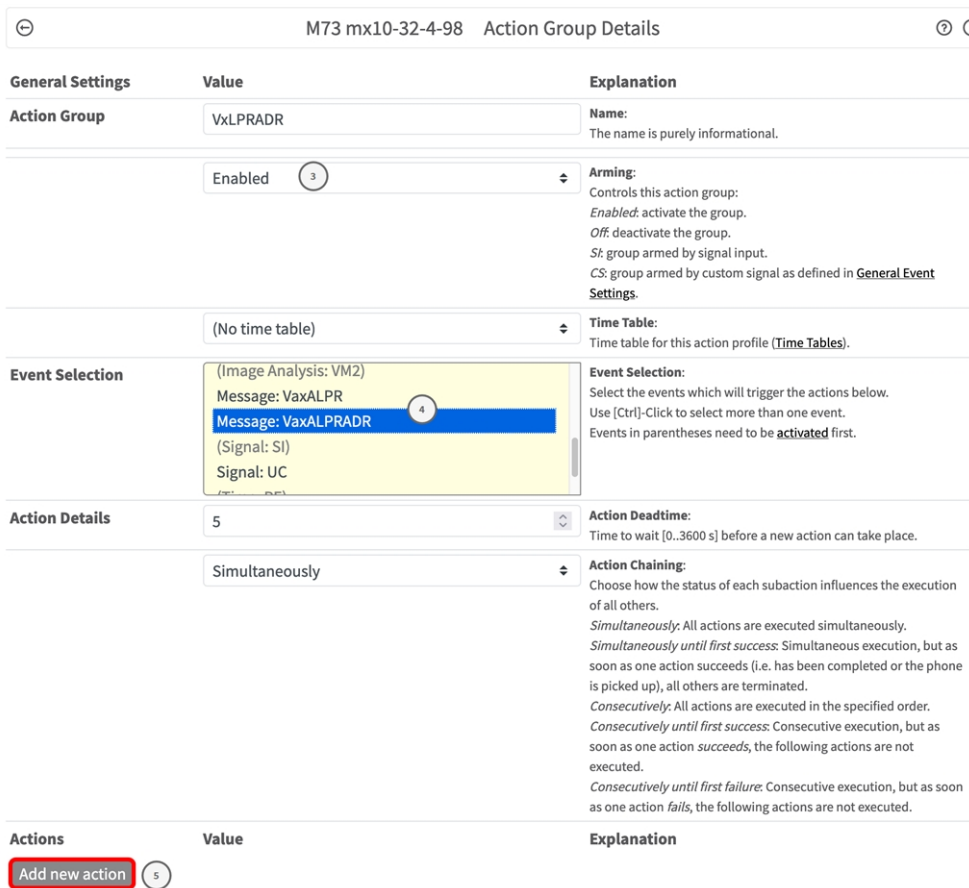 M73 mx10-32-4-98 Action Group Details
General Settings Value Explanation
Action Group VxLPRADR Name:
The name is purely informational.
Enabled 3 Arming:
Controls this action group:
Enabled: activate the group.
Off: deactivate the group.
SI: group armed by signal input.
CS: group armed by custom signal as defined in General Event
Settings.
(No time table) Time Table:
Time table for this action profile (Time Tables).
Event Selection
(Image Analysis: VM2)
Message: VaxALPR
Message: VaxALPRADR 4
(Signal: SI)
Signal: UC
Event Selection:
Select the events which will trigger the actions below.
Use [Ctrl]-Click to select more than one event.
Events in parentheses need to be activated first.
Action Details 5 Action Deadtime:
Time to wait [0..3600 s] before a new action can take place.
Simultaneously Action Chaining:
Choose how the status of each subaction influences the execution
of all others.
Simultaneously: All actions are executed simultaneously.
Simultaneously until first success: Simultaneous execution, but as
soon as one action succeeds (i.e. has been completed or the phone
is picked up), all others are terminated.
Consecutively: All actions are executed in the specified order.
Consecutively until first success: Consecutive execution, but as
soon as one action succeeds, the following actions are not
executed.
Consecutively until first failure: Consecutive execution, but as soon
as one action fails, the following actions are not executed.
Actions Value Explanation
Add new action 5